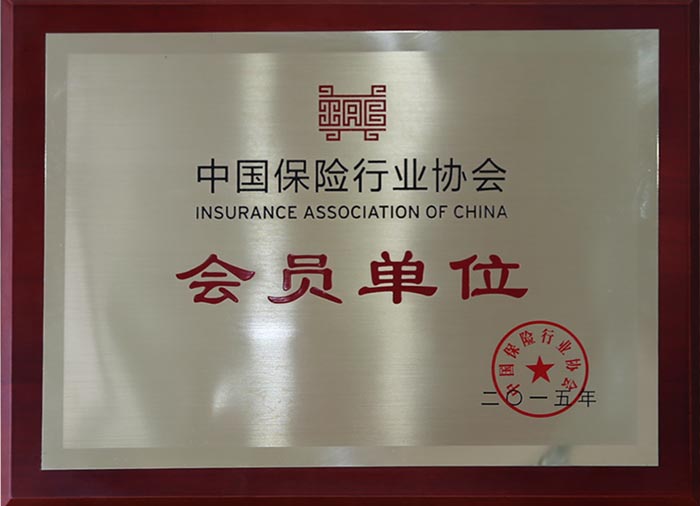 IAC
中国保险行业协会
INSURANCE ASSOCIATION OF CHINA
会员单位
中国保险行业协会
二〇一五年